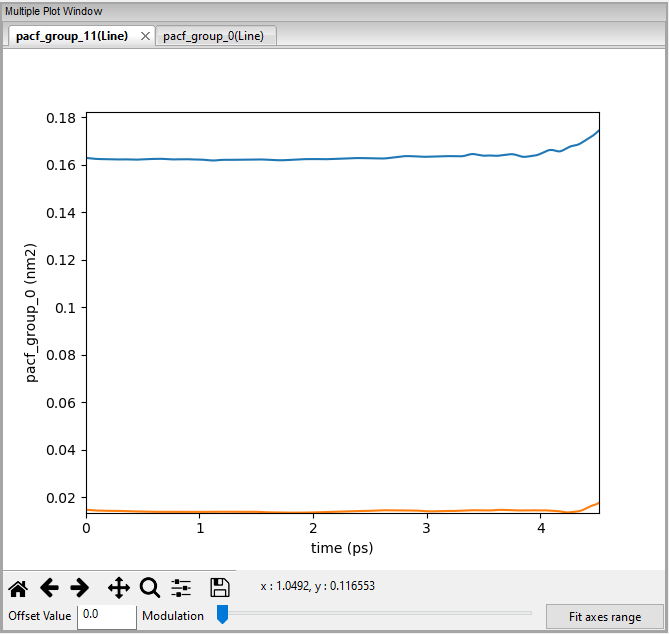 Multiple Plot Window
pacf_group_11(Line)
pacf_group_0(Line)
0.18
0.16
0.14
0.12
0.1
0.08
0.06
0.04
0.02
pacf_group_0 (nm2)
0 1 2 3 4
time (ps)
x : 1.0492, y : 0.116553
Offset Value 0.0 Modulation Fit axes range